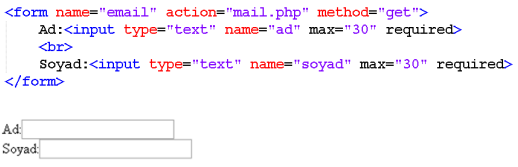 <form name="email" action="mail.php" method="get">
Ad:<input type="text" name="ad" max="30" required>
<br>
Soyad:<input type="text" name="soyad" max="30" required>
</form>
Ad:
Soyad: